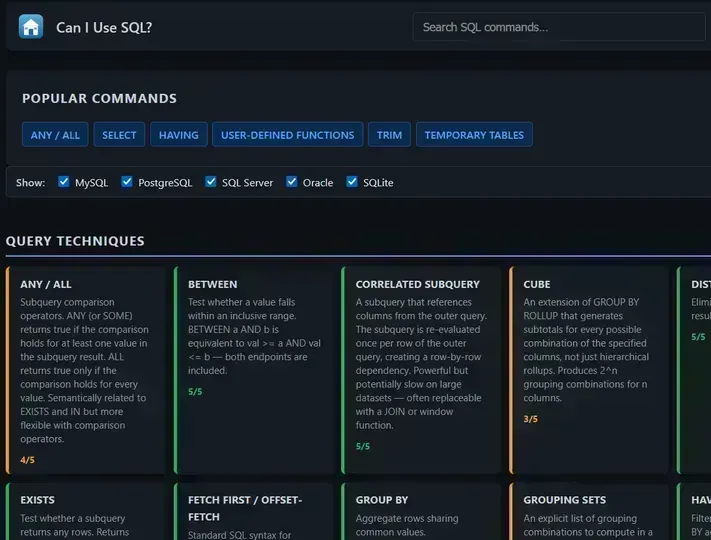 Can I Use SQL?
Search SQL commands...
POPULAR COMMANDS
ANY / ALL
SELECT
HAVING
USER-DEFINED FUNCTIONS
TRIM
TEMPORARY TABLES
Show:
MySQL
PostgreSQL
SQL Server
Oracle
SQLite
QUERY TECHNIQUES
ANY / ALL
Subquery comparison
operators. ANY (or SOME)
returns true if the comparison
holds for at least one value in
the subquery result. ALL
returns true only if the
comparison holds for every
value. Semantically related to
EXISTS and IN but more
flexible with comparison
operators.
4/5
BETWEEN
Test whether a value falls
within an inclusive range.
BETWEEN a AND b is
equivalent to val >= a AND val
<= b — both endpoints are
included.
5/5
CORRELATED SUBQUERY
A subquery that references
columns from the outer query.
The subquery is re-evaluated
once per row of the outer
query, creating a row-by-row
dependency. Powerful but
potentially slow on large
datasets — often replaceable
with a JOIN or window
function.
5/5
CUBE
An extension of GROUP BY
ROLLUP that generates
subtotals for every possible
combination of the specified
columns, not just hierarchical
rollups. Produces 2^n
grouping combinations for n
columns.
3/5
DIST
Elimi
resul
5/5
EXISTS
Test whether a subquery
returns any rows. Returns
FETCH FIRST / OFFSET-
FETCH
Standard SQL syntax for
GROUP BY
Aggregate rows sharing
common values.
GROUPING SETS
An explicit list of grouping
combinations to compute in a
HAV
Filter
BY a